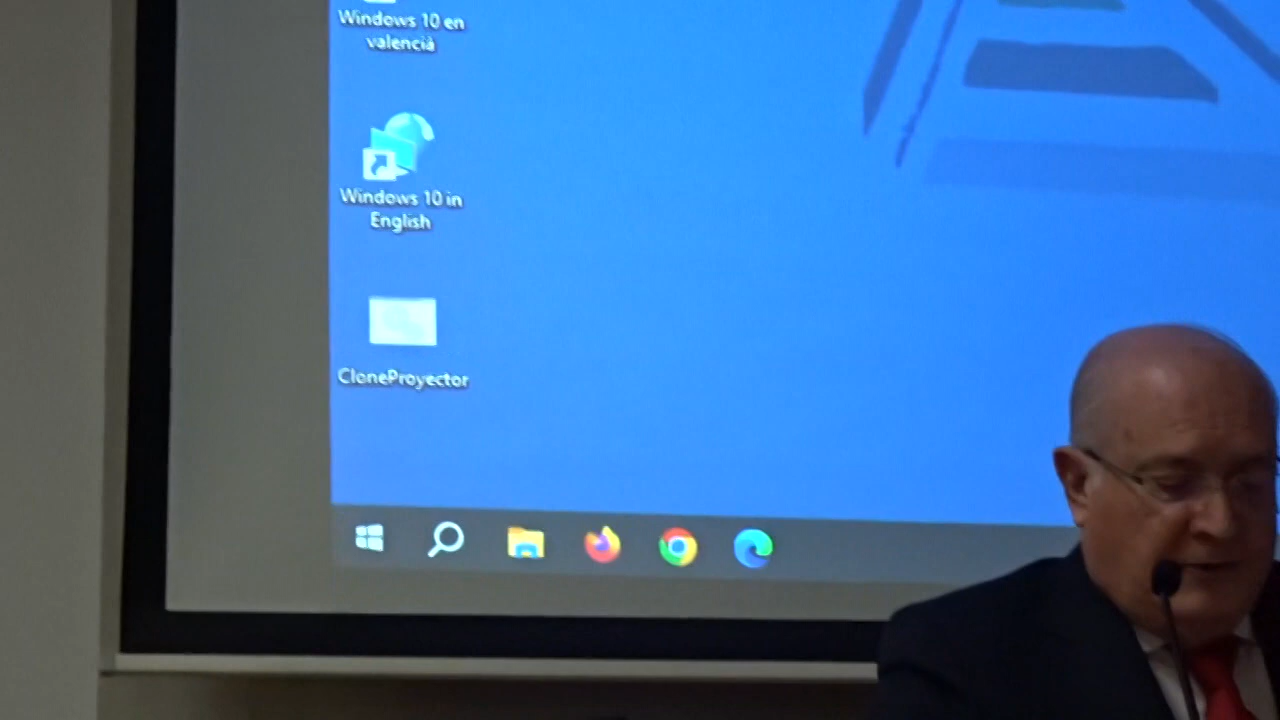 Windows 10 en
valencià
Windows 10 in
English
CloneProyector